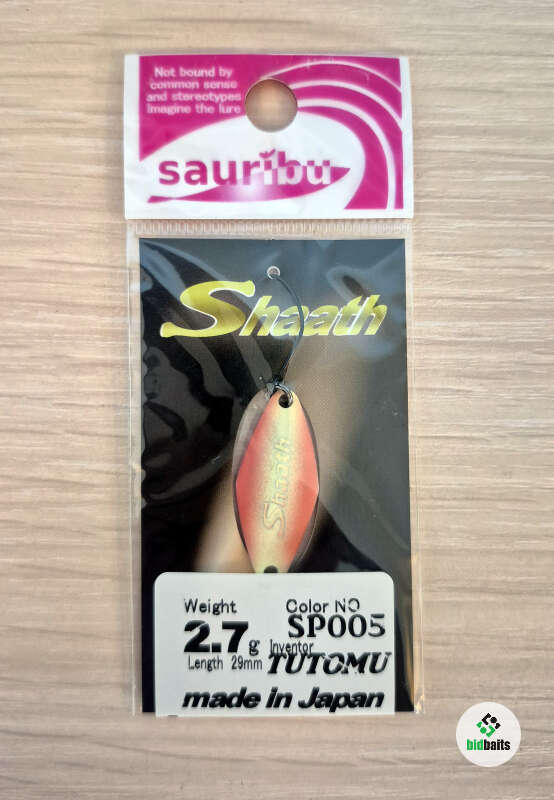 Not bound by
common sense
and stereotypes
Imagine the lure
sauribu
Shaath
Shaath
Weight
Color NO
2.7g
SP005
Inventor
Length 29mm
TUTOMU
made in Japan
bidbaits